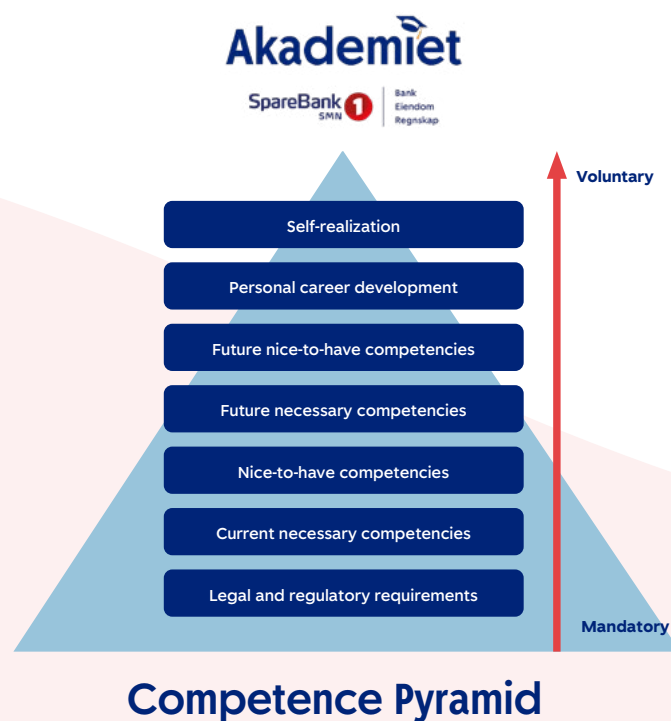 Akademiet
SpareBank 1
SMN
Bank
Eiendom
Regnskap
Voluntary
Self-realization
Personal career development
Future nice-to-have competencies
Future necessary competencies
Nice-to-have competencies
Current necessary competencies
Legal and regulatory requirements
Mandatory
Competence Pyramid